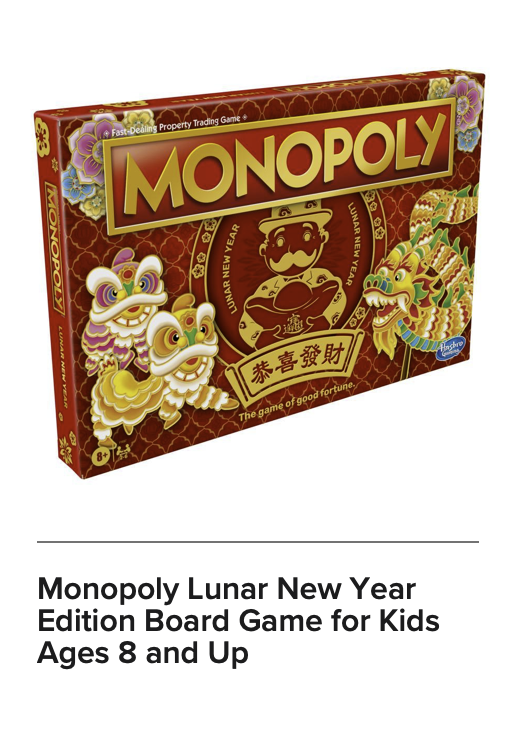 Fast-Dealing Property Trading Game
MONOPOLY
LUNAR NEW YEAR
LUNAR NEW YEAR
恭喜發財
The game of good fortune.
8+
Hasbro
Gaming
MONOPOLY
LUNAR NEW YEAR
Monopoly Lunar New Year
Edition Board Game for Kids
Ages 8 and Up